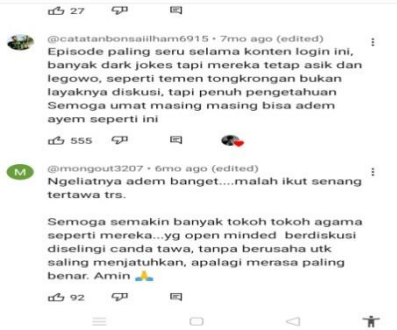 27
@catatanbonsaiilham6915 • 7mo ago (edited)
Episode paling seru selama konten login ini,
banyak dark jokes tapi mereka tetap asik dan
legowo, seperti temen tongkrongan bukan
layaknya diskusi, tapi penuh pengetahuan
Semoga umat masing masing bisa adem
ayem seperti ini
555
M
@mongout3207 • 6mo ago (edited)
Ngeliatnya adem banget....malah ikut senang
tertawa trs.
Semoga semakin banyak tokoh tokoh agama
seperti mereka...yg open minded berdiskusi
diselingi canda tawa, tanpa berusaha utk
saling menjatuhkan, apalagi merasa paling
benar. Amin 🙏
92